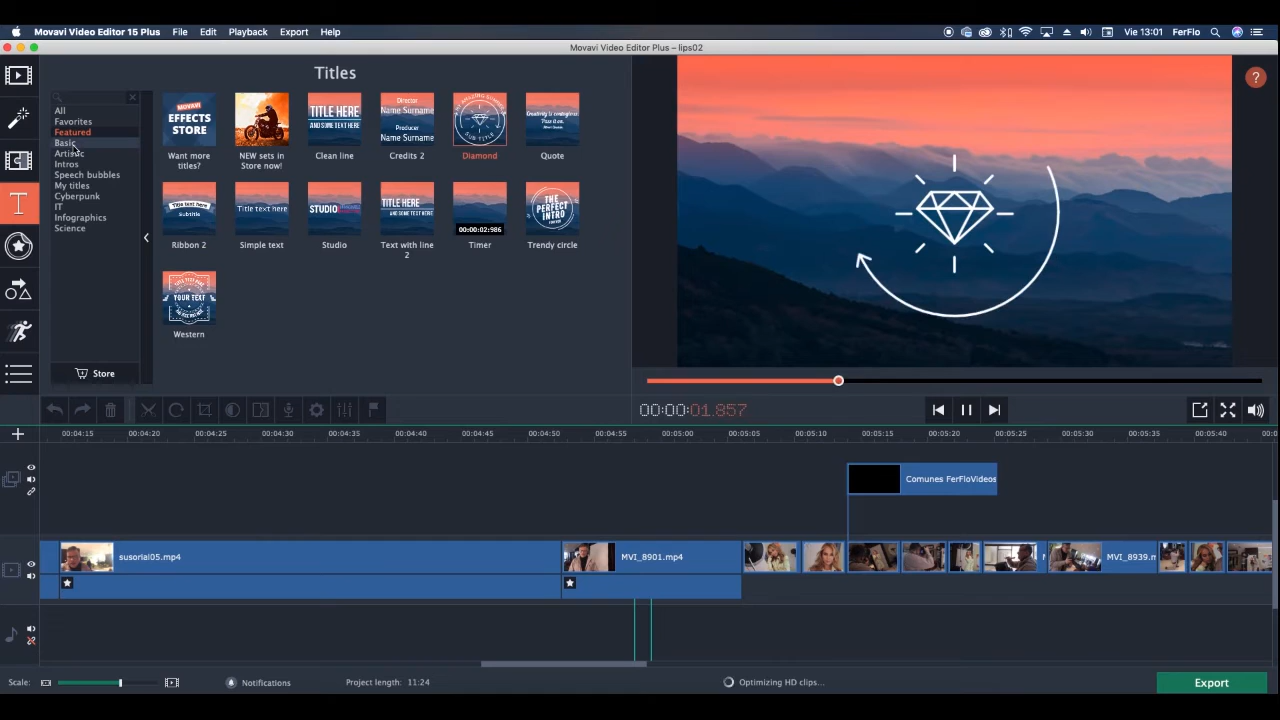 Movavi Video Editor 15 Plus File Edit Playback Export Help Vie 13:01 FerFlo
Movavi Video Editor Plus – lips02
Titles
All
Favorites
Featured
Basic
Artistic
Intros
Speech bubbles
My titles
Cyberpunk
IT
Infographics
Science
Store
MOVAVI
EFFECTS
STORE
Want more
titles?
NEW sets in
Store now!
TITLE HERE
AND SOME TEXT HERE
Clean line
Director
Name Surname
Producer
Name Surname
Credits 2
SUB-TITLE
Diamond
Quote
Title text here
Subtitle
Ribbon 2
Title text here
Simple text
STUDIO
Studio
TITLE HERE
AND SOME TEXT HERE
Text with line
2
00:00:02:986
Timer
THE
PERFECT
INTRO
Trendy circle
YOUR TEXT
Western
?
00:00:01.857
00:04:15 00:04:20 00:04:25 00:04:30 00:04:35 00:04:40 00:04:45 00:04:50 00:04:55 00:05:00 00:05:05 00:05:10 00:05:15 00:05:20 00:05:25 00:05:30 00:05:35 00:05:40
Comunes FerFloVideos
susorial05.mp4
MVI_8901.mp4
MVI_8939.m
Scale:
Notifications
Project length: 11:24
Optimizing HD clips...
Export